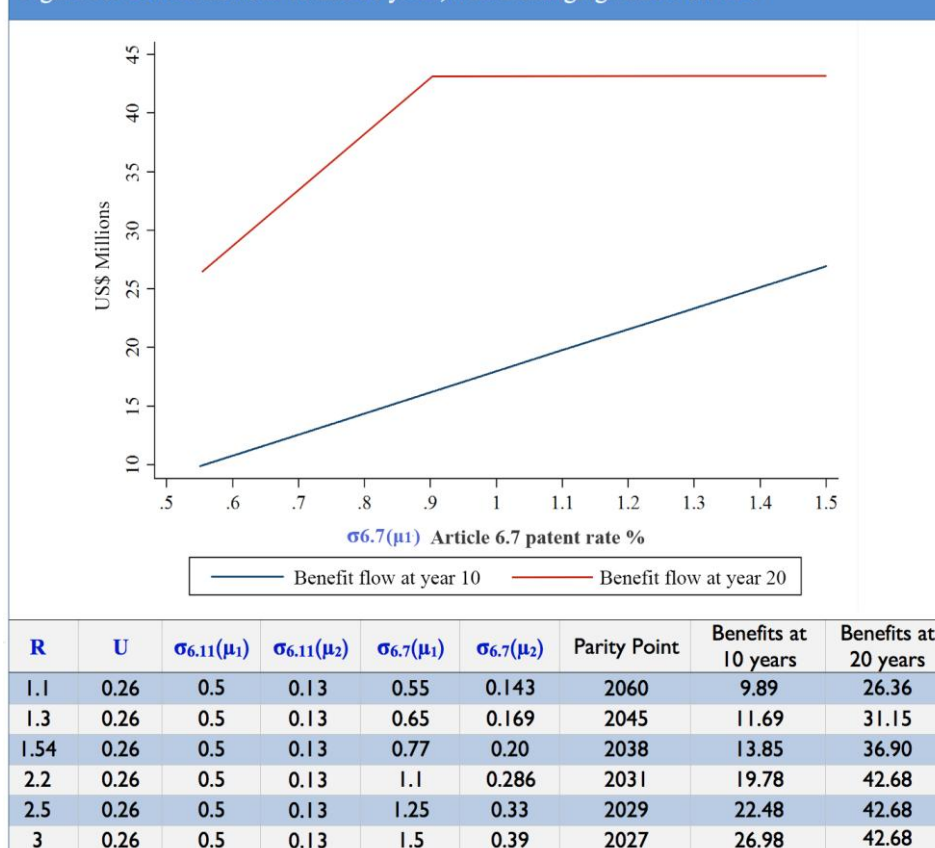 45
40
35
30
25
20
15
10
US$ Millions
.5 .6 .7 .8 .9 1 1.1 1.2 1.3 1.4 1.5
σ6.7(μ1) Article 6.7 patent rate %
Benefit flow at year 10 Benefit flow at year 20
R U σ6.11(μ1) σ6.11(μ2) σ6.7(μ1) σ6.7(μ2) Parity Point Benefits at 10 years Benefits at 20 years
1.1 0.26 0.5 0.13 0.55 0.143 2060 9.89 26.36
1.3 0.26 0.5 0.13 0.65 0.169 2045 11.69 31.15
1.54 0.26 0.5 0.13 0.77 0.20 2038 13.85 36.90
2.2 0.26 0.5 0.13 1.1 0.286 2031 19.78 42.68
2.5 0.26 0.5 0.13 1.25 0.33 2029 22.48 42.68
3 0.26 0.5 0.13 1.5 0.39 2027 26.98 42.68